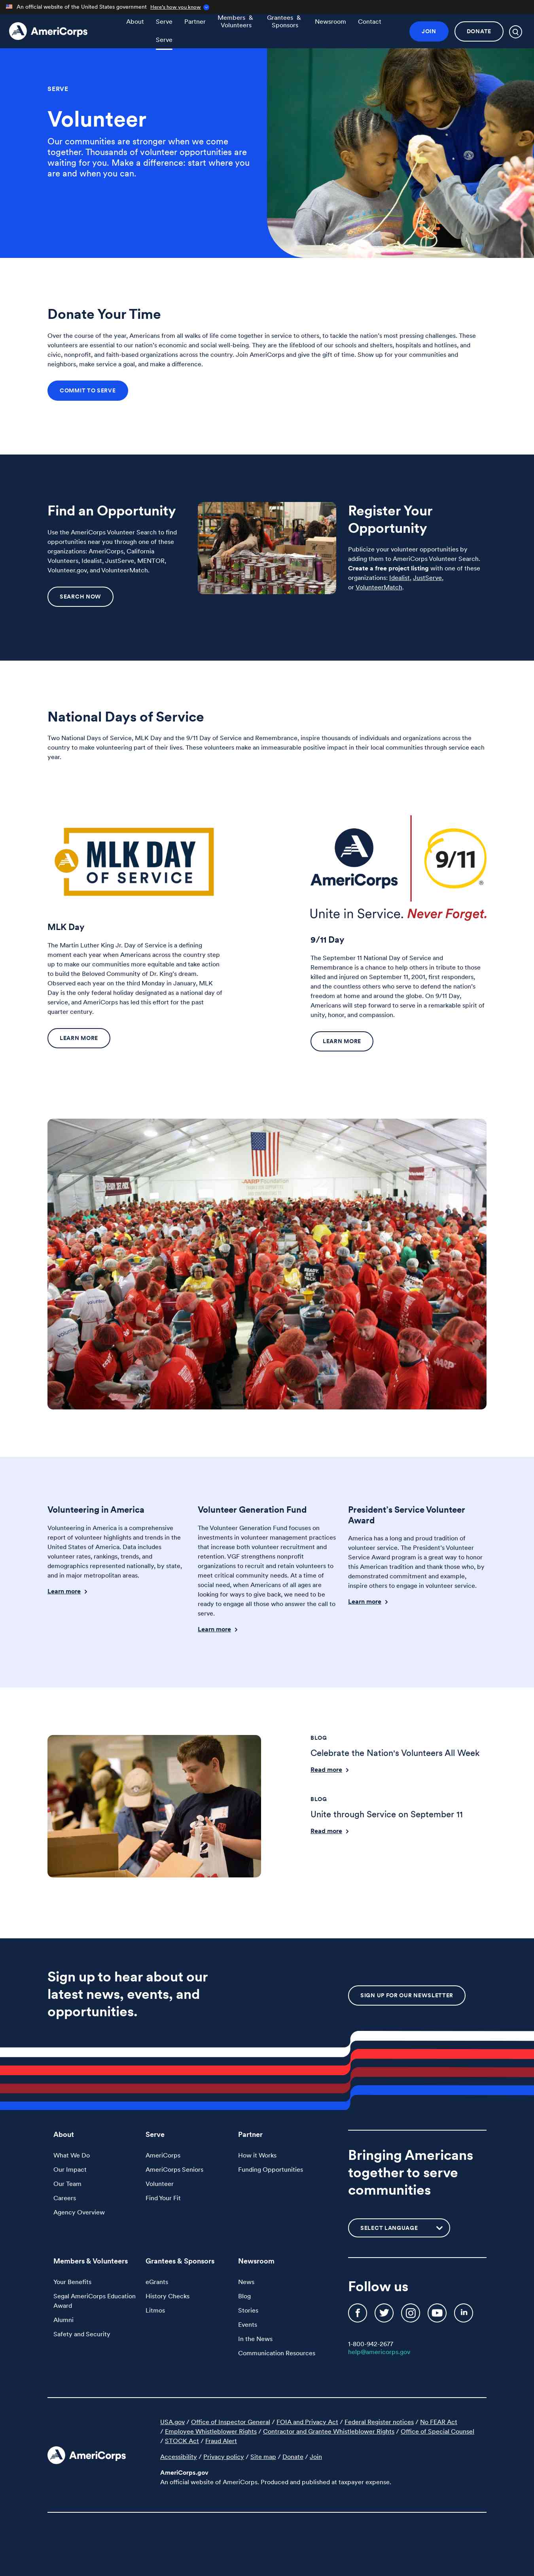 An official website of the United States government Here's how you know
AmeriCorps
About
Serve
Partner
Members & Volunteers
Grantees & Sponsors
Newsroom
Contact
JOIN
DONATE
Serve
SERVE
Volunteer
Our communities are stronger when we come
together. Thousands of volunteer opportunities are
waiting for you. Make a difference: start where you
are and when you can.
Donate Your Time
Over the course of the year, Americans from all walks of life come together in service to others, to tackle the nation's most pressing challenges. These
volunteers are essential to our nation's economic and social well-being. They are the lifeblood of our schools and shelters, hospitals and hotlines, and
civic, nonprofit, and faith-based organizations across the country. Join AmeriCorps and give the gift of time. Show up for your communities and
neighbors, make service a goal, and make a difference.
COMMIT TO SERVE
Find an Opportunity
Use the AmeriCorps Volunteer Search to find
opportunities near you through one of these
organizations: AmeriCorps, California
Volunteers, Idealist, JustServe, MENTOR,
Volunteer.gov, and VolunteerMatch.
SEARCH NOW
Register Your
Opportunity
Publicize your volunteer opportunities by
adding them to AmeriCorps Volunteer Search.
Create a free project listing with one of these
organizations: Idealist, JustServe,
or VolunteerMatch.
National Days of Service
Two National Days of Service, MLK Day and the 9/11 Day of Service and Remembrance, inspire thousands of individuals and organizations across the
country to make volunteering part of their lives. These volunteers make an immeasurable positive impact in their local communities through service each
year.
MLK DAY
OF SERVICE
MLK Day
The Martin Luther King Jr. Day of Service is a defining
moment each year when Americans across the country step
up to make our communities more equitable and take action
to build the Beloved Community of Dr. King's dream.
Observed each year on the third Monday in January, MLK
Day is the only federal holiday designated as a national day of
service, and AmeriCorps has led this effort for the past
quarter century.
LEARN MORE
AmeriCorps
9/11
®
Unite in Service. Never Forget.
9/11 Day
The September 11 National Day of Service and
Remembrance is a chance to help others in tribute to those
killed and injured on September 11, 2001, first responders,
and the countless others who serve to defend the nation's
freedom at home and around the globe. On 9/11 Day,
Americans will step forward to serve in a remarkable spirit of
unity, honor, and compassion.
LEARN MORE
AARP Foundation
Volunteering in America
Volunteering in America is a comprehensive
report of volunteer highlights and trends in the
United States of America. Data includes
volunteer rates, rankings, trends, and
demographics represented nationally, by state,
and in major metropolitan areas.
Learn more
Volunteer Generation Fund
The Volunteer Generation Fund focuses on
investments in volunteer management practices
that increase both volunteer recruitment and
retention. VGF strengthens nonprofit
organizations to recruit and retain volunteers to
meet critical community needs. At a time of
social need, when Americans of all ages are
looking for ways to give back, we need to be
ready to engage all those who answer the call to
serve.
Learn more
President's Service Volunteer
Award
America has a long and proud tradition of
volunteer service. The President's Volunteer
Service Award program is a great way to honor
this American tradition and thank those who, by
demonstrated commitment and example,
inspire others to engage in volunteer service.
Learn more
BLOG
Celebrate the Nation's Volunteers All Week
Read more
BLOG
Unite through Service on September 11
Read more
Sign up to hear about our
latest news, events, and
opportunities.
SIGN UP FOR OUR NEWSLETTER
About
What We Do
Our Impact
Our Team
Careers
Agency Overview
Serve
AmeriCorps
AmeriCorps Seniors
Volunteer
Find Your Fit
Partner
How it Works
Funding Opportunities
Members & Volunteers
Your Benefits
Segal AmeriCorps Education
Award
Alumni
Safety and Security
Grantees & Sponsors
eGrants
History Checks
Litmos
Newsroom
News
Blog
Stories
Events
In the News
Communication Resources
Bringing Americans
together to serve
communities
SELECT LANGUAGE
Follow us
1-800-942-2677
help@americorps.gov
AmeriCorps
USA.gov / Office of Inspector General / FOIA and Privacy Act / Federal Register notices / No FEAR Act
/ Employee Whistleblower Rights / Contractor and Grantee Whistleblower Rights / Office of Special Counsel
/ STOCK Act / Fraud Alert
Accessibility / Privacy policy / Site map / Donate / Join
AmeriCorps.gov
An official website of AmeriCorps. Produced and published at taxpayer expense.